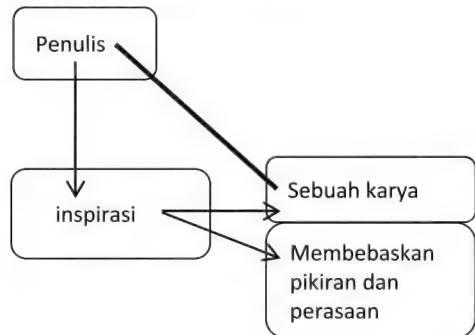 Penulis
inspirasi
Sebuah karya
Membebaskan
pikiran dan
perasaan